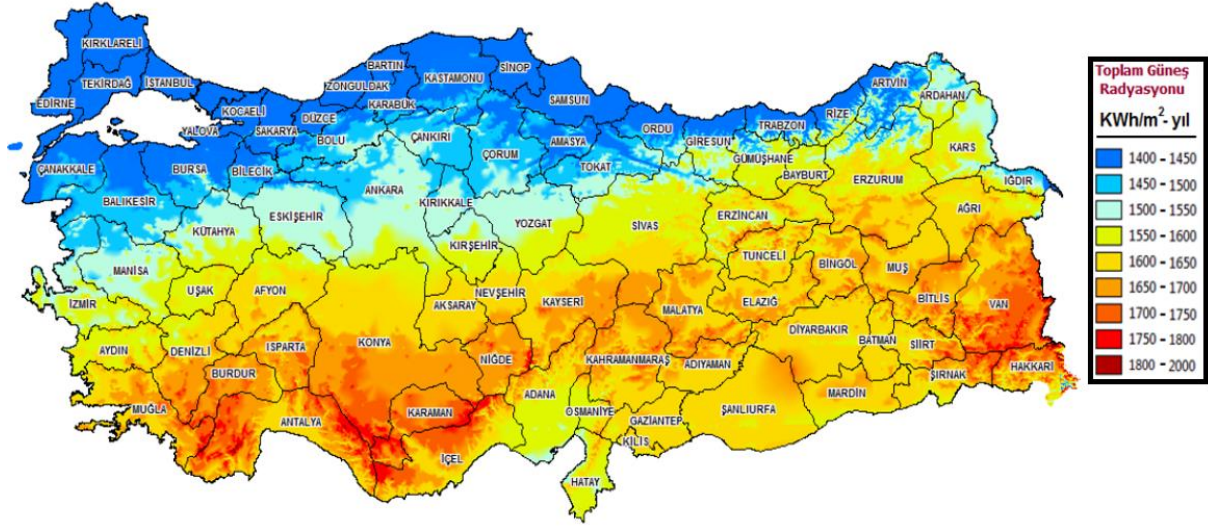 KIRKLARELİ
TEKİRDAĞ
İSTANBUL
EDİRNE
KOCAELİ
YALOVA
SAKARYA
DÜZCE
BOLU
ZONGULDAK
BARTIN
KARABÜK
KASTAMONU
SİNOP
SAMSUN
ÇANKIRI
ÇORUM
AMASYA
TOKAT
ORDU
GİRESUN
TRABZON
RİZE
ARTVİN
ARDAHAN
KARS
GÜMÜŞHANE
BAYBURT
ERZURUM
IĞDIR
AĞRI
ÇANAKKALE
BURSA
BİLECİK
BALIKESİR
ESKİŞEHİR
ANKARA
KIRIKKALE
KÜTAHYA
YOZGAT
KIRŞEHİR
SİVAS
ERZİNCAN
TUNCELİ
BİNGÖL
MUŞ
MANİSA
UŞAK
AFYON
İZMİR
AKSARAY
NEVŞEHİR
KAYSERİ
MALATYA
ELAZIĞ
BİTLİS
VAN
AYDIN
DENİZLİ
ISPARTA
KONYA
NİĞDE
KAHRAMANMARAŞ
ADIYAMAN
DİYARBAKIR
BATMAN
SİİRT
BURDUR
MUĞLA
ANTALYA
KARAMAN
ADANA
OSMANİYE
GAZİANTEP
KİLİS
ŞANLIURFA
MARDİN
ŞIRNAK
HAKKARİ
İÇEL
HATAY
Toplam Güneş
Radyasyonu
KWh/m²- yıl
1400 - 1450
1450 - 1500
1500 - 1550
1550 - 1600
1600 - 1650
1650 - 1700
1700 - 1750
1750 - 1800
1800 - 2000